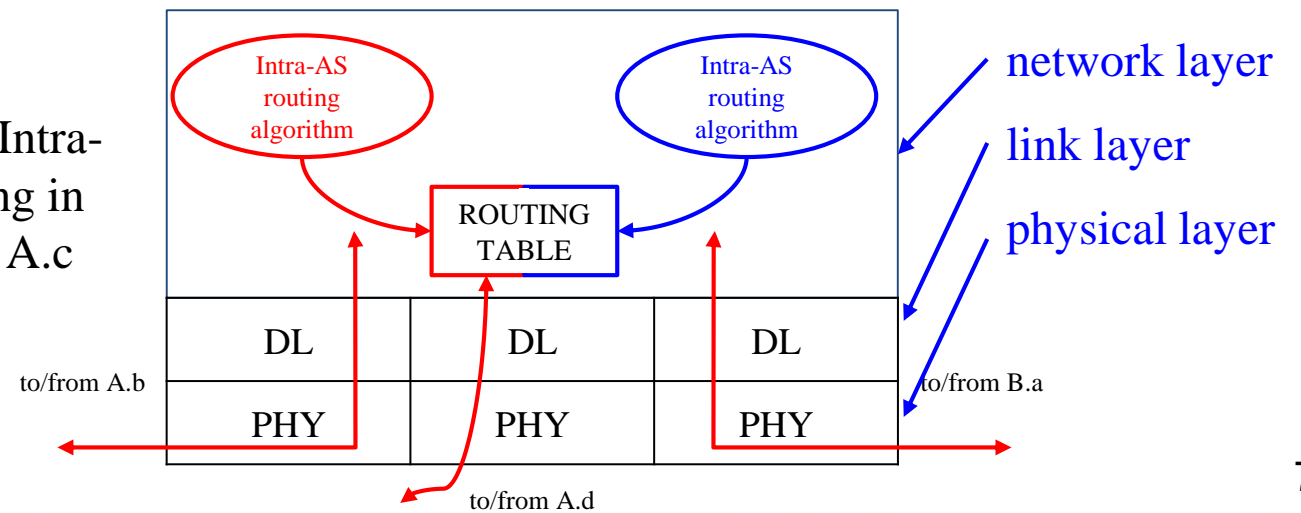 Intra-AS
routing
algorithm
Intra-AS
routing
algorithm
network layer
Intra-
ng in
A.c
link layer
ROUTING
TABLE
physical layer
DL
DL
DL
to/from A.b
to/from B.a
PHY
PHY
PHY
to/from A.d